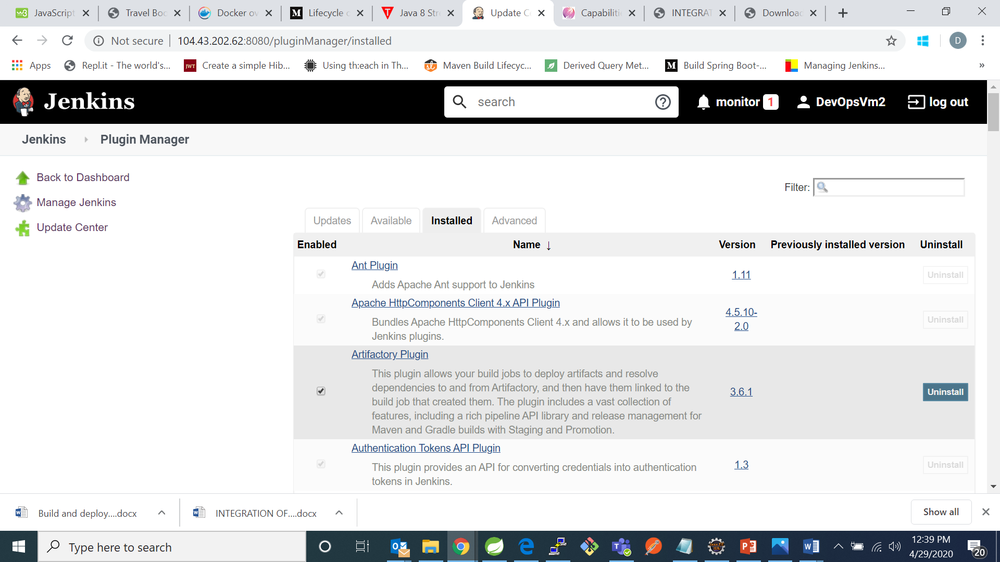 JavaScript
Travel Boo
Docker ov
Lifecycle
Java 8 Stre
Update C
Capabiliti
INTEGRAT
Download
Not secure
104.43.202.62:8080/pluginManager/installed
D
Apps
Repl.it - The world's...
Create a simple Hib...
Using th:each in Th...
Maven Build Lifecyc...
Derived Query Met...
Build Spring Boot-...
Managing Jenkins...
»
Jenkins
search
monitor 1
DevOpsVm2
log out
Jenkins
Plugin Manager
Back to Dashboard
Manage Jenkins
Update Center
Filter:
Updates
Available
Installed
Advanced
Enabled
Name ↓
Version
Previously installed version
Uninstall
Ant Plugin
Adds Apache Ant support to Jenkins
1.11
Uninstall
Apache HttpComponents Client 4.x API Plugin
Bundles Apache HttpComponents Client 4.x and allows it to be used by
Jenkins plugins.
4.5.10-
2.0
Uninstall
Artifactory Plugin
This plugin allows your build jobs to deploy artifacts and resolve
dependencies to and from Artifactory, and then have them linked to the
build job that created them. The plugin includes a vast collection of
features, including a rich pipeline API library and release management for
Maven and Gradle builds with Staging and Promotion.
3.6.1
Uninstall
Authentication Tokens API Plugin
This plugin provides an API for converting credentials into authentication
tokens in Jenkins.
1.3
Uninstall
Build and deploy....docx
INTEGRATION OF....docx
Show all
Type here to search
12:39 PM
4/29/2020
20